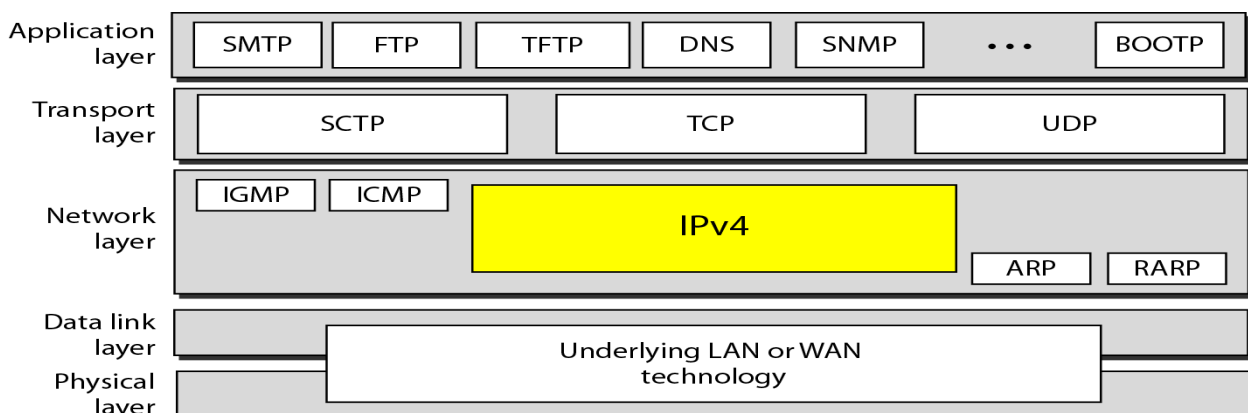 Application
layer
SMTP FTP TFTP DNS SNMP ... BOOTP
Transport
layer
SCTP TCP UDP
Network
layer
IGMP ICMP
IPv4
ARP RARP
Data link
layer
Underlying LAN or WAN
technology
Physical
layer